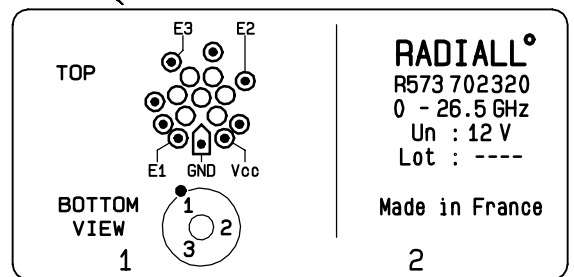 E3 E2
TOP
E1 GND Vcc
BOTTOM
VIEW
1
2
3
1
RADIALL°
R573 702320
0 - 26.5 GHz
Un : 12 V
Lot : ----
Made in France
2